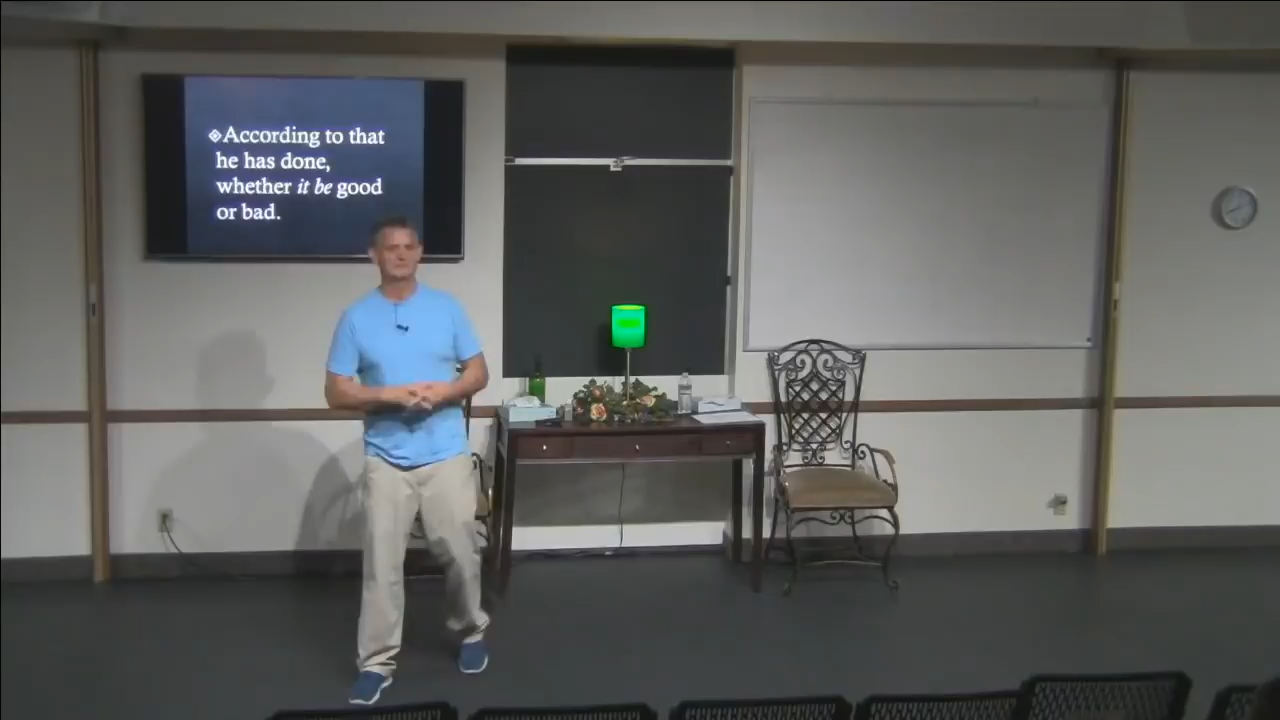 ◈According to that
he has done,
whether it be good
or bad.